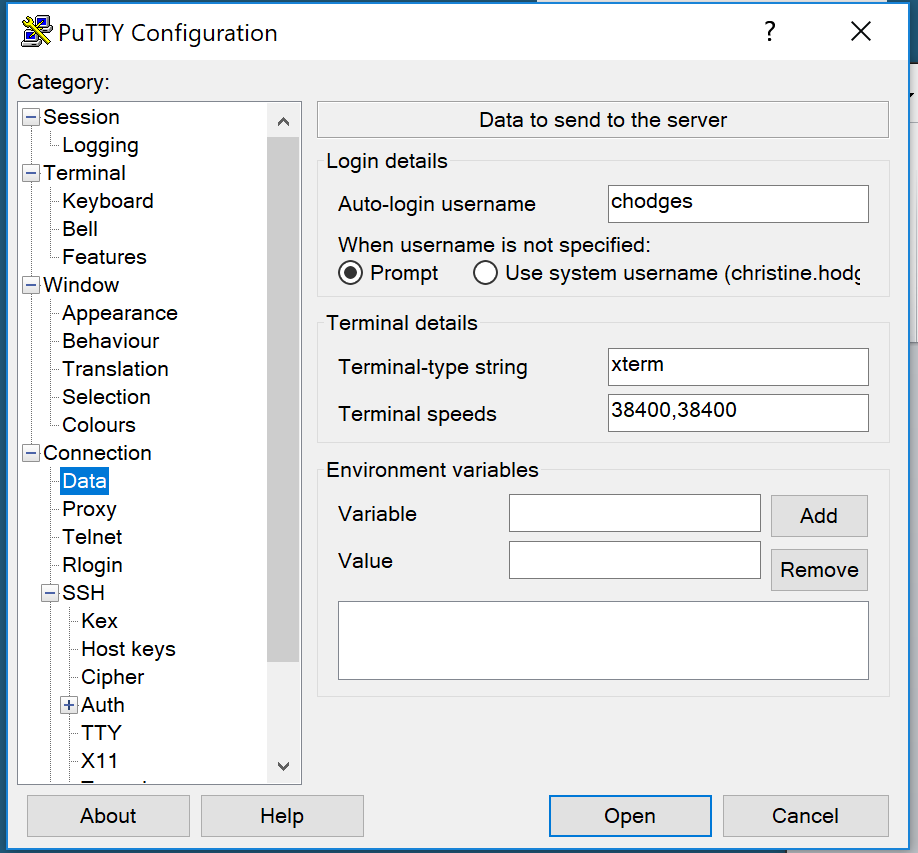 PuTTY Configuration
?
Category:
Session
Logging
Terminal
Keyboard
Bell
Features
Window
Appearance
Behaviour
Translation
Selection
Colours
Connection
Data
Proxy
Telnet
Rlogin
SSH
Kex
Host keys
Cipher
Auth
TTY
X11
Data to send to the server
Login details
Auto-login username chodges
When username is not specified:
Prompt Use system username (christine.hodg
Terminal details
Terminal-type string xterm
Terminal speeds 38400,38400
Environment variables
Variable Add
Value Remove
About Help Open Cancel